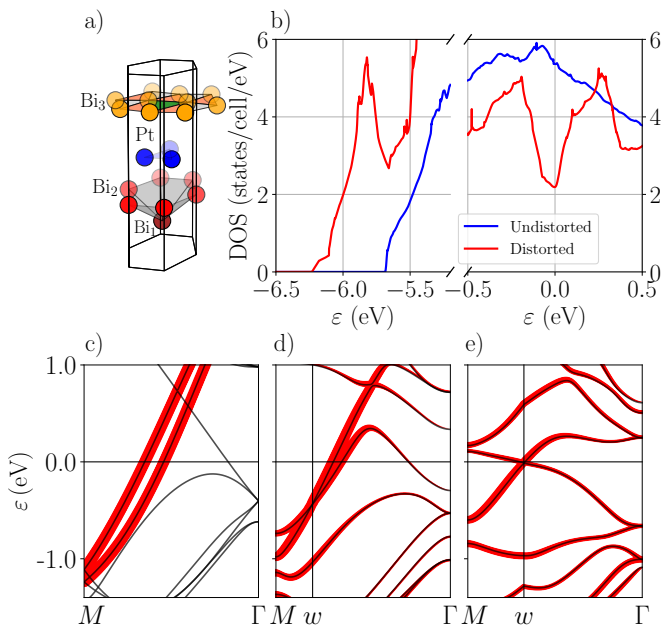 a)
Bi3
Pt
Bi2
Bi1
b)
DOS (states/cell/eV)
6
4
2
0
−6.5
−6.0
−5.5
ε (eV)
6
4
2
0
−0.5
0.0
0.5
ε (eV)
Undistorted
Distorted
c)
d)
e)
ε (eV)
1.0
0.0
-1.0
M
Γ
M
w
Γ
M
w
Γ